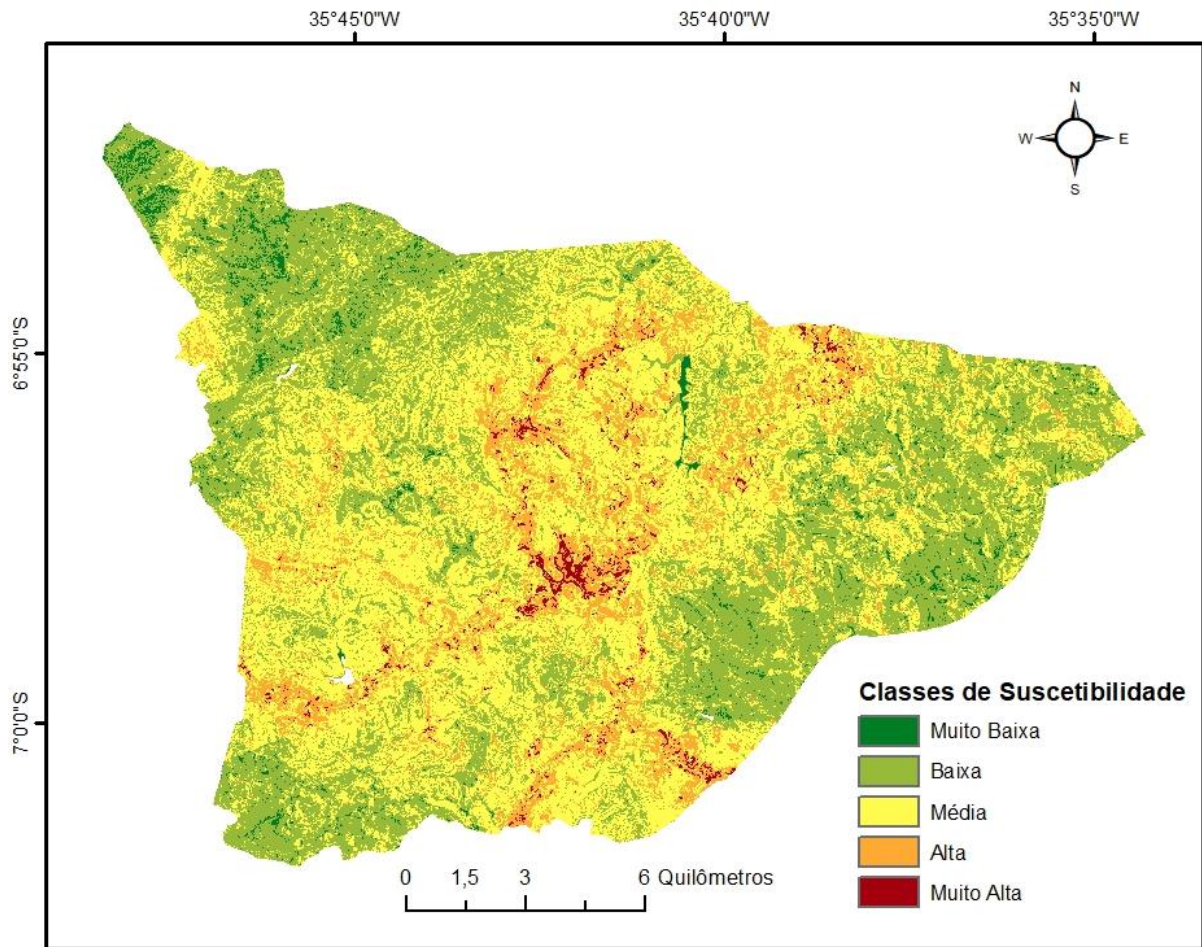 35°45'0"W
35°40'0"W
35°35'0"W
N
W
E
S
6°55'0"S
7°0'0"S
Classes de Suscetibilidade
Muito Baixa
Baixa
Média
Alta
Muito Alta
0 1,5 3 6 Quilômetros